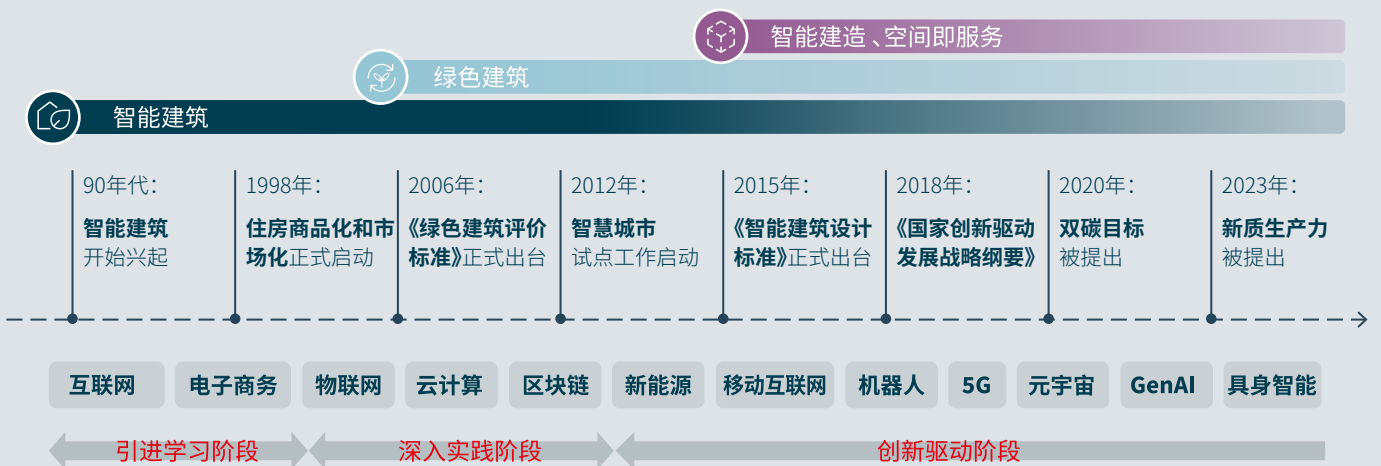 智能建造、空间即服务
绿色建筑
智能建筑
90年代：
智能建筑
开始兴起
1998年：
住房商品化和市
场化正式启动
2006年：
《绿色建筑评价
标准》正式出台
2012年：
智慧城市
试点工作启动
2015年：
《智能建筑设计
标准》正式出台
2018年：
《国家创新驱动
发展战略纲要》
2020年：
双碳目标
被提出
2023年：
新质生产力
被提出
互联网
电子商务
物联网
云计算
区块链
新能源
移动互联网
机器人
5G
元宇宙
GenAI
具身智能
引进学习阶段
深入实践阶段
创新驱动阶段